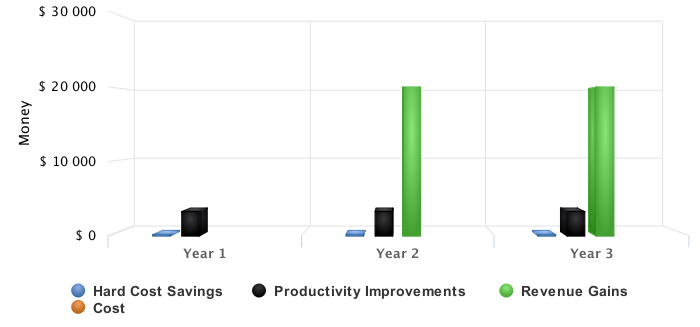 $ 30 000
$ 20 000
$ 10 000
$ 0
Money
Year 1 Year 2 Year 3
Hard Cost Savings Productivity Improvements Revenue Gains
Cost